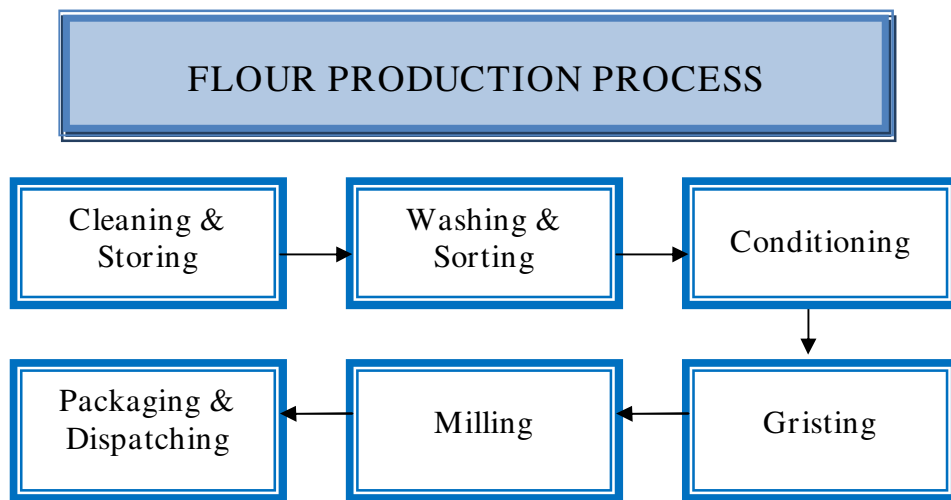 FLOUR PRODUCTION PROCESS
Cleaning &
Storing
Washing &
Sorting
Conditioning
Gristing
Milling
Packaging &
Dispatching